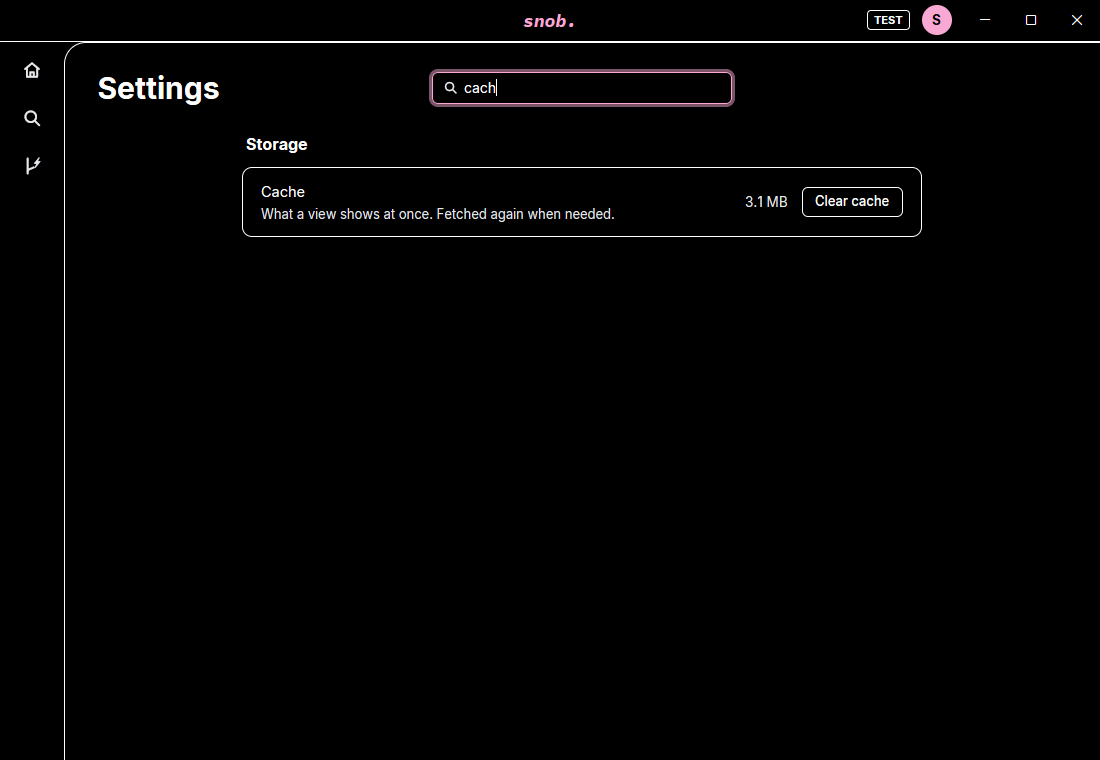 snob.
TEST
S
Settings
cach
Storage
Cache
What a view shows at once. Fetched again when needed.
3.1 MB
Clear cache